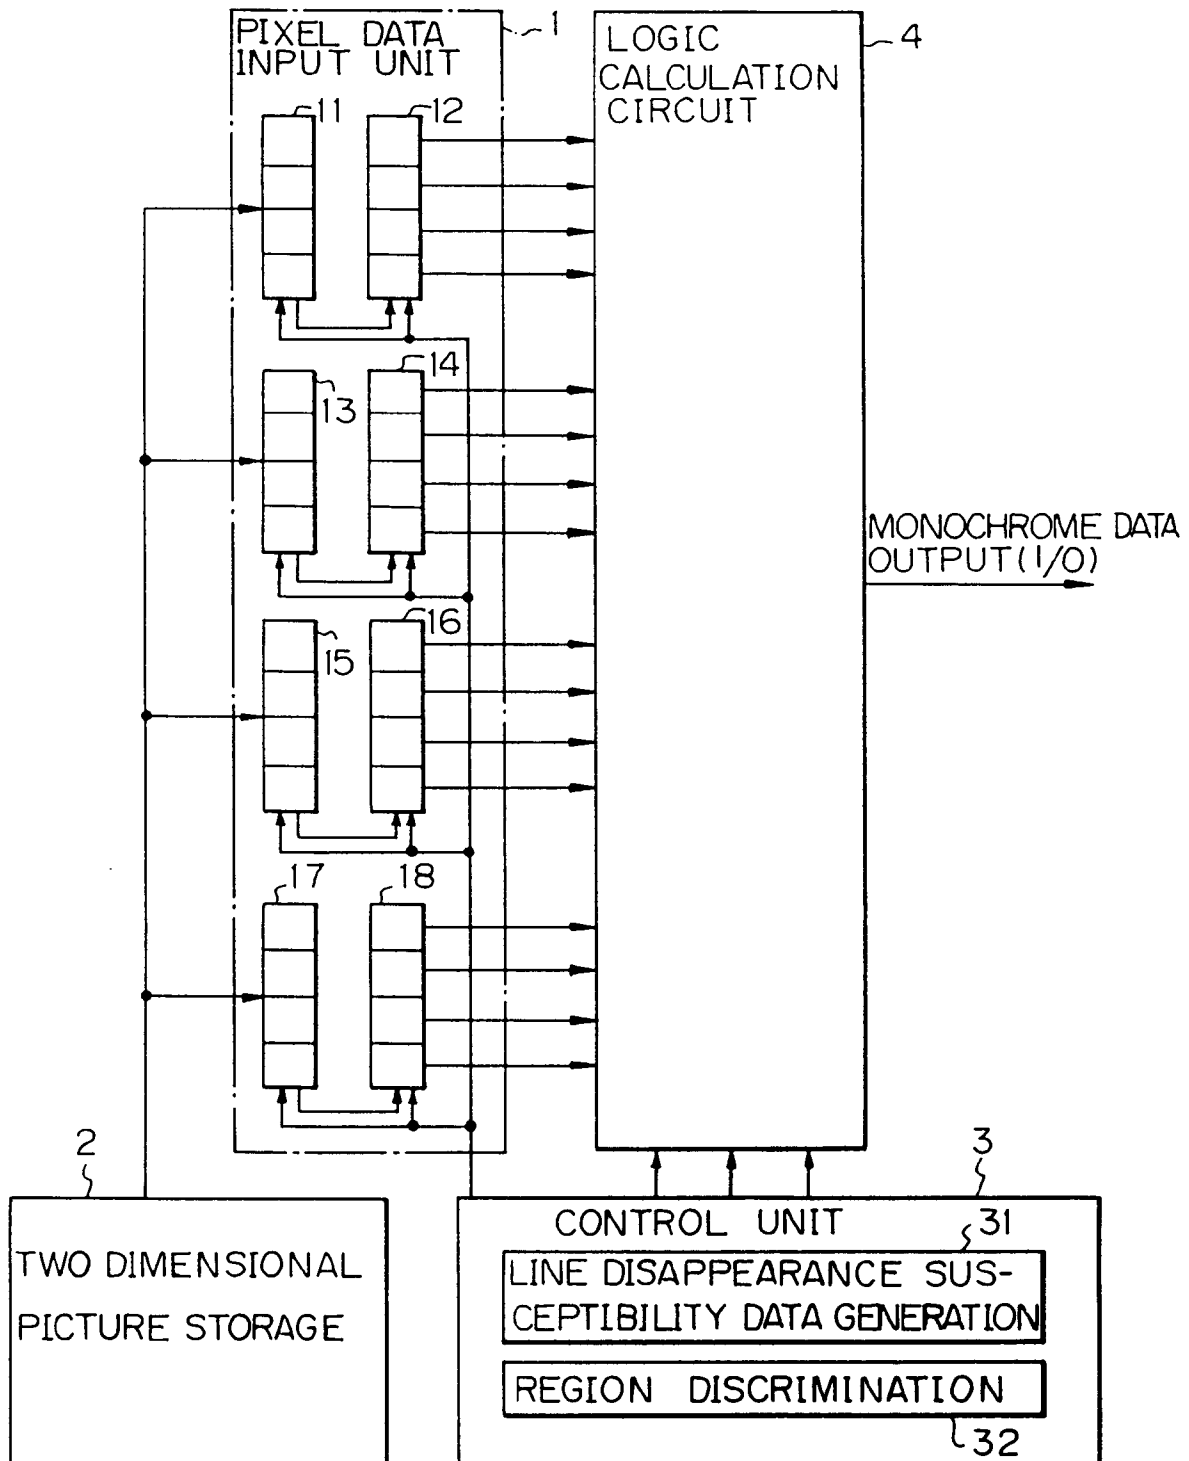 PIXEL DATA
INPUT UNIT
1
LOGIC
CALCULATION
CIRCUIT
4
11
12
13
14
MONOCHROME DATA
OUTPUT (1/0)
15
16
17
18
2
3
TWO DIMENSIONAL
PICTURE STORAGE
CONTROL UNIT
31
LINE DISAPPEARANCE SUS-
CEPTIBILITY DATA GENERATION
REGION DISCRIMINATION
32